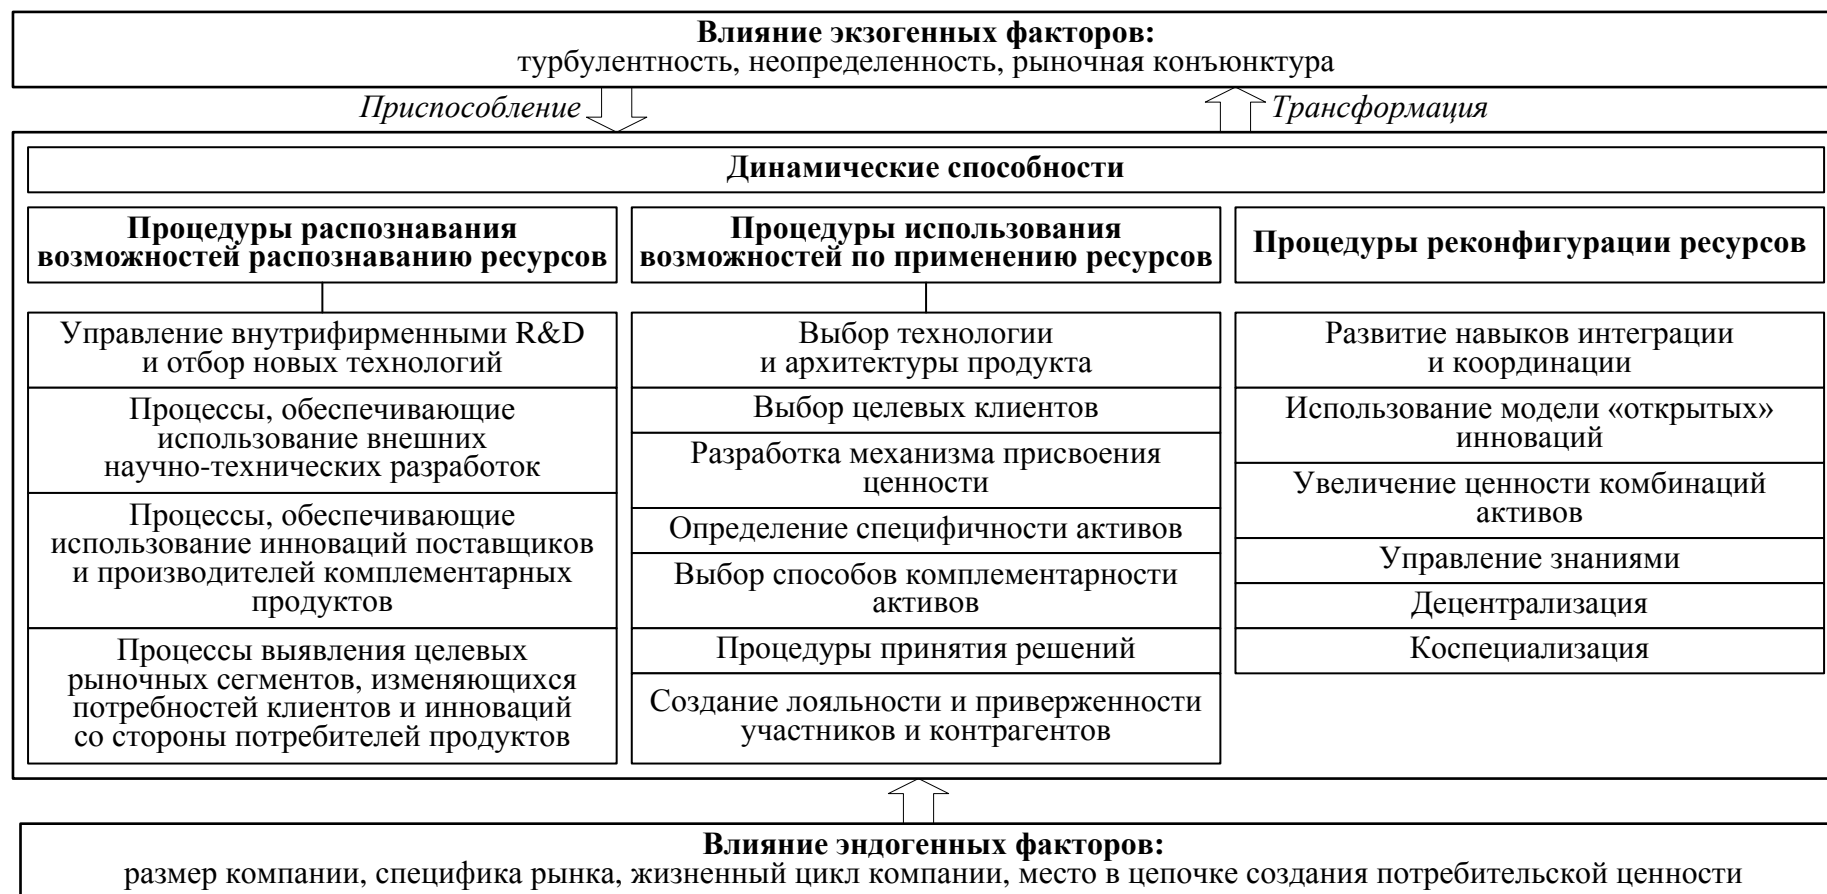 Влияние экзогенных факторов:
турбулентность, неопределенность, рыночная конъюнктура
Приспособление
Трансформация
Динамические способности
Процедуры распознавания
возможностей распознаванию ресурсов
Процедуры использования
возможностей по применению ресурсов
Процедуры реконфигурации ресурсов
Управление внутрифирменными R&D
и отбор новых технологий
Процессы, обеспечивающие
использование внешних
научно-технических разработок
Процессы, обеспечивающие
использование инноваций поставщиков
и производителей комплементарных
продуктов
Процессы выявления целевых
рыночных сегментов, изменяющихся
потребностей клиентов и инноваций
со стороны потребителей продуктов
Выбор технологии
и архитектуры продукта
Выбор целевых клиентов
Разработка механизма присвоения
ценности
Определение специфичности активов
Выбор способов комплементарности
активов
Процедуры принятия решений
Создание лояльности и приверженности
участников и контрагентов
Развитие навыков интеграции
и координации
Использование модели «открытых»
инноваций
Увеличение ценности комбинаций
активов
Управление знаниями
Децентрализация
Коспециализация
Влияние эндогенных факторов:
размер компании, специфика рынка, жизненный цикл компании, место в цепочке создания потребительской ценности